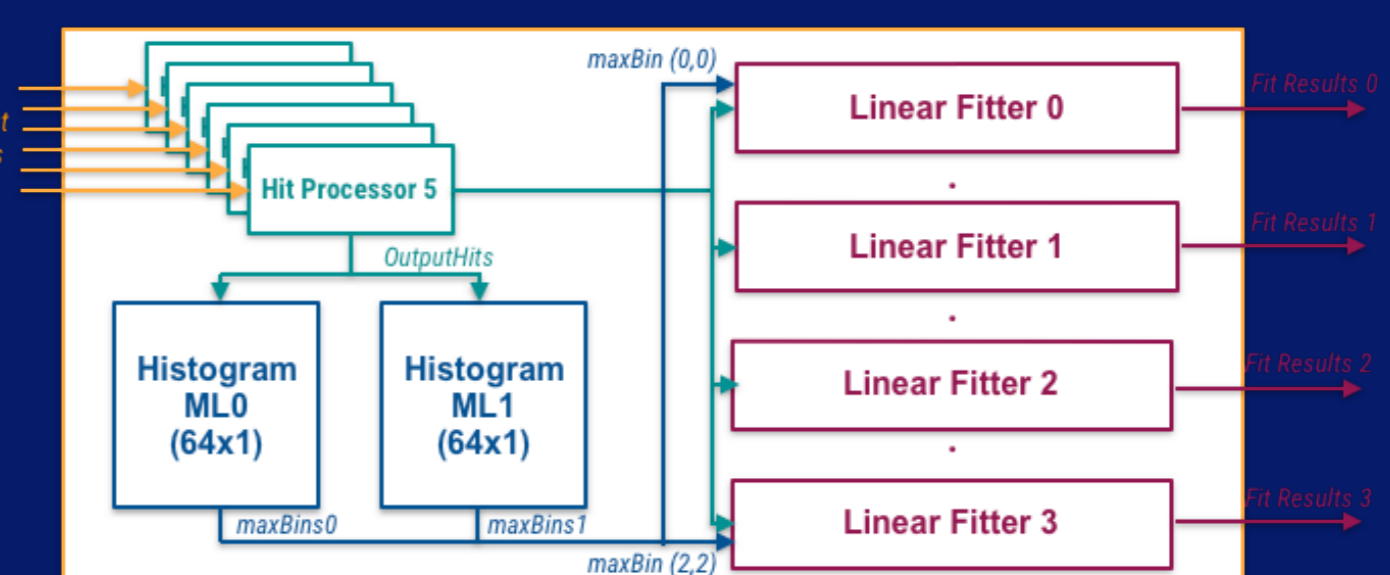 maxBin (0,0)
Linear Fitter 0
Fit Results 0
Hit Processor 5
Linear Fitter 1
Fit Results 1
OutputHits
Histogram
ML0
(64x1)
Histogram
ML1
(64x1)
Linear Fitter 2
Fit Results 2
maxBins0
maxBins1
Linear Fitter 3
Fit Results 3
maxBin (2,2)